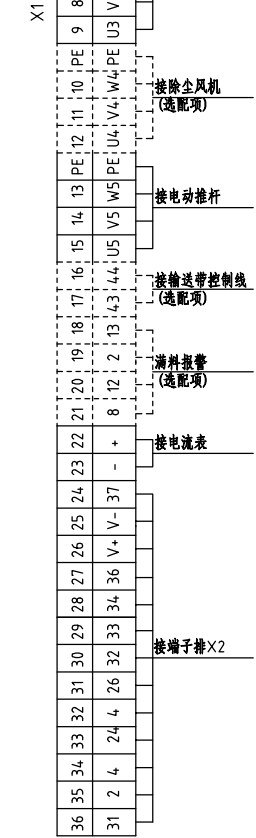 X1
8 V
9 U3
PE PE
10 W4
11 V4
12 U4
PE PE
13 W5
14 V5
15 U5
16 44
17 43
18 13
19 2
20 12
21 8
22 +
23 -
24 37
25 V-
26 V+
27 36
28 34
29 33
30 32
31 26
32 4
33 24
34 4
35 2
36 31
接除尘风机
(选配项)
接电动推杆
接输送带控制线
(选配项)
满料报警
(选配项)
接电流表
接端子排X2